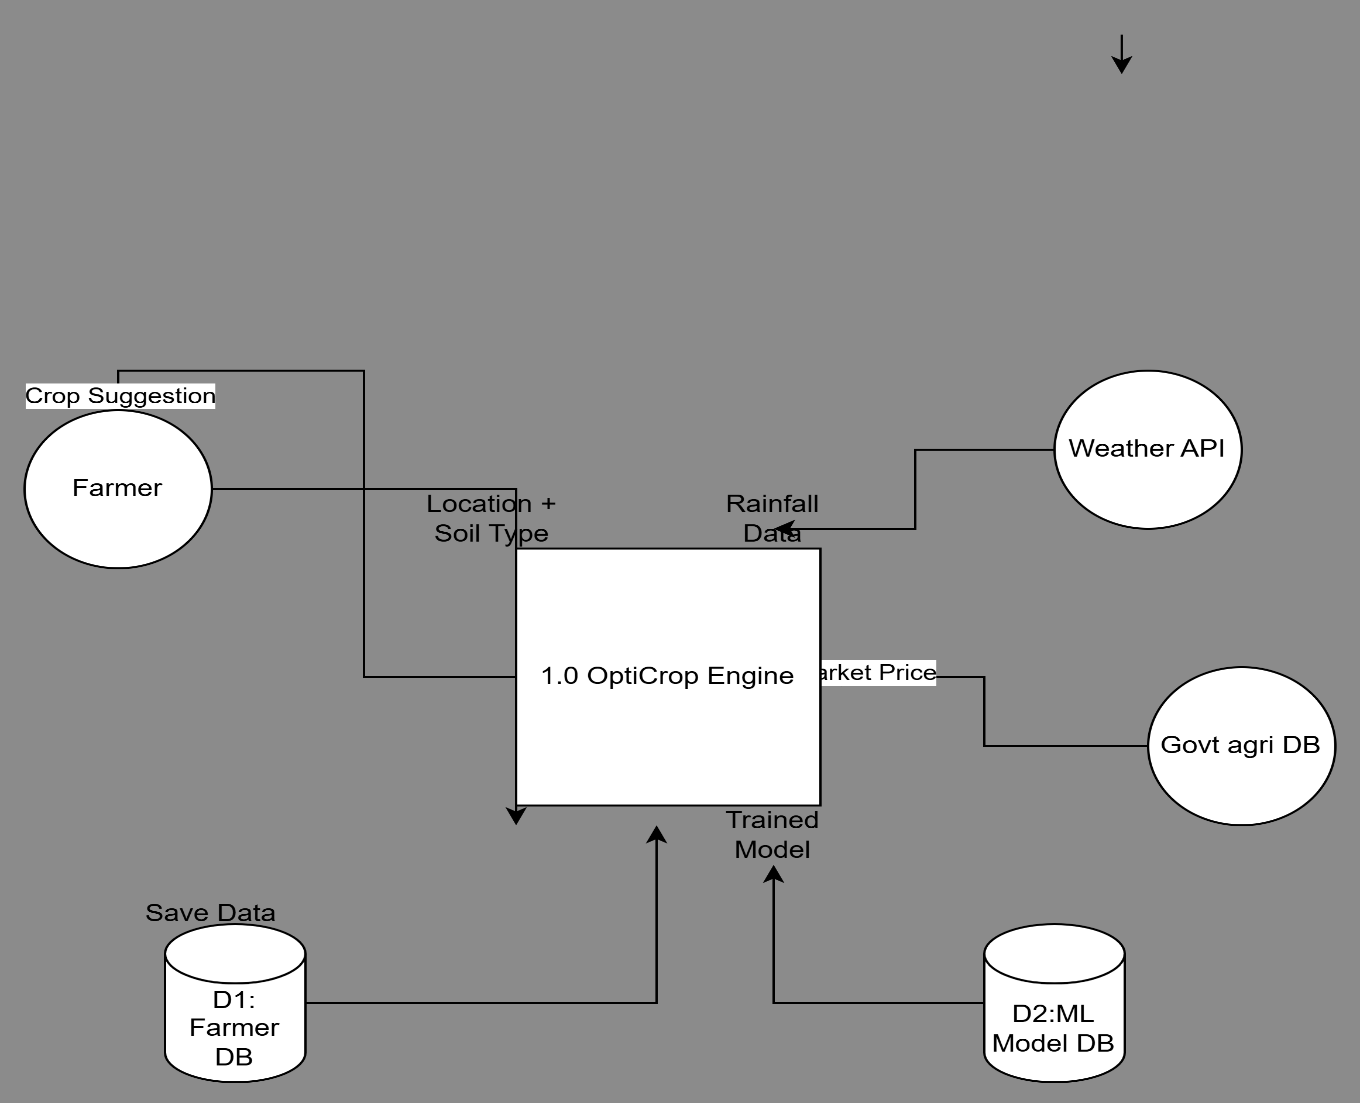 Crop Suggestion
Farmer
Location +
Soil Type
Rainfall
Data
Weather API
1.0 OptiCrop Engine
arket Price
Govt agri DB
Trained
Model
Save Data
D1:
Farmer
DB
D2:ML
Model DB